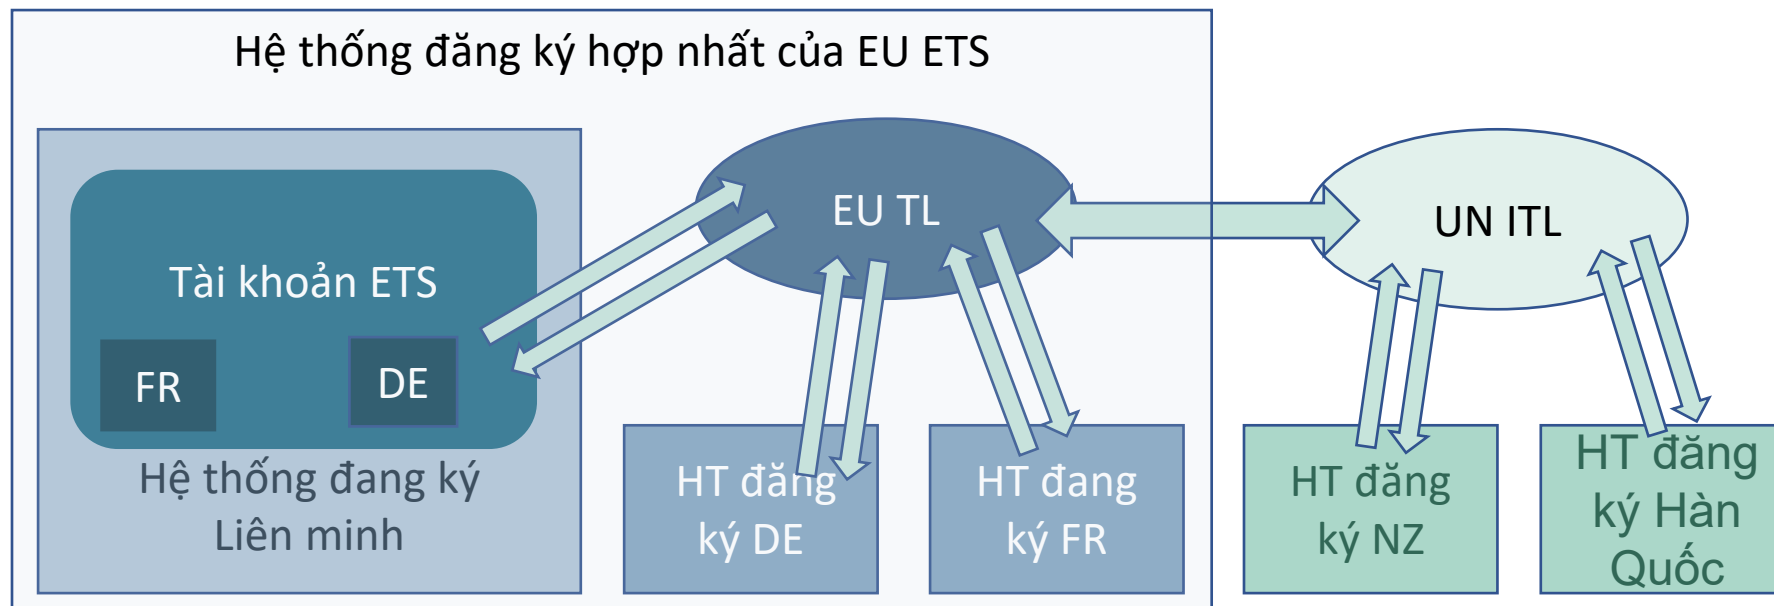 Hệ thống đăng ký hợp nhất của EU ETS
Tài khoản ETS
FR
DE
Hệ thống đang ký
Liên minh
EU TL
HT đăng
ký DE
HT đang
ký FR
UN ITL
HT đăng
ký NZ
HT đăng
ký Hàn
Quốc